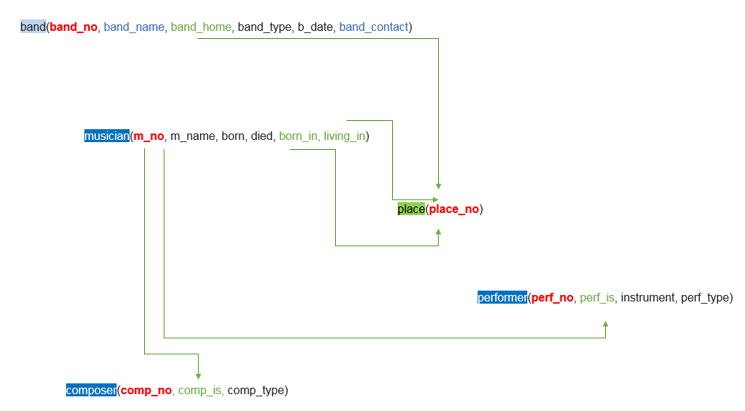 band(band_no, band_name, band_home, band_type, b_date, band_contact)
musician(m_no, m_name, born, died, born_in, living_in)
place(place_no)
performer(perf_no, perf_is, instrument, perf_type)
composer(comp_no, comp_is, comp_type)